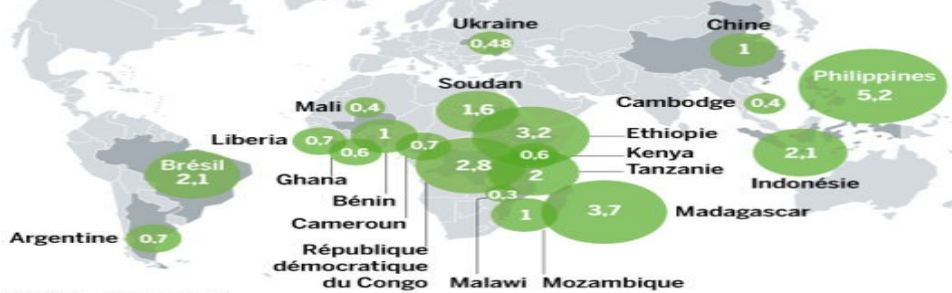 Ukraine
0,48
Chine
1
Philippines
5,2
Mali 0,4
Soudan
1,6
Cambodge 0,4
Liberia 0,7
0,6
1
0,7
3,2
Ethiopie
0,6
Kenya
2,8
2
Tanzanie
2,1
Indonésie
Brésil
2,1
Ghana
Bénin
Cameroun
0,3
1
3,7
Madagascar
Argentine 0,7
République
démocratique
du Congo
Malawi
Mozambique